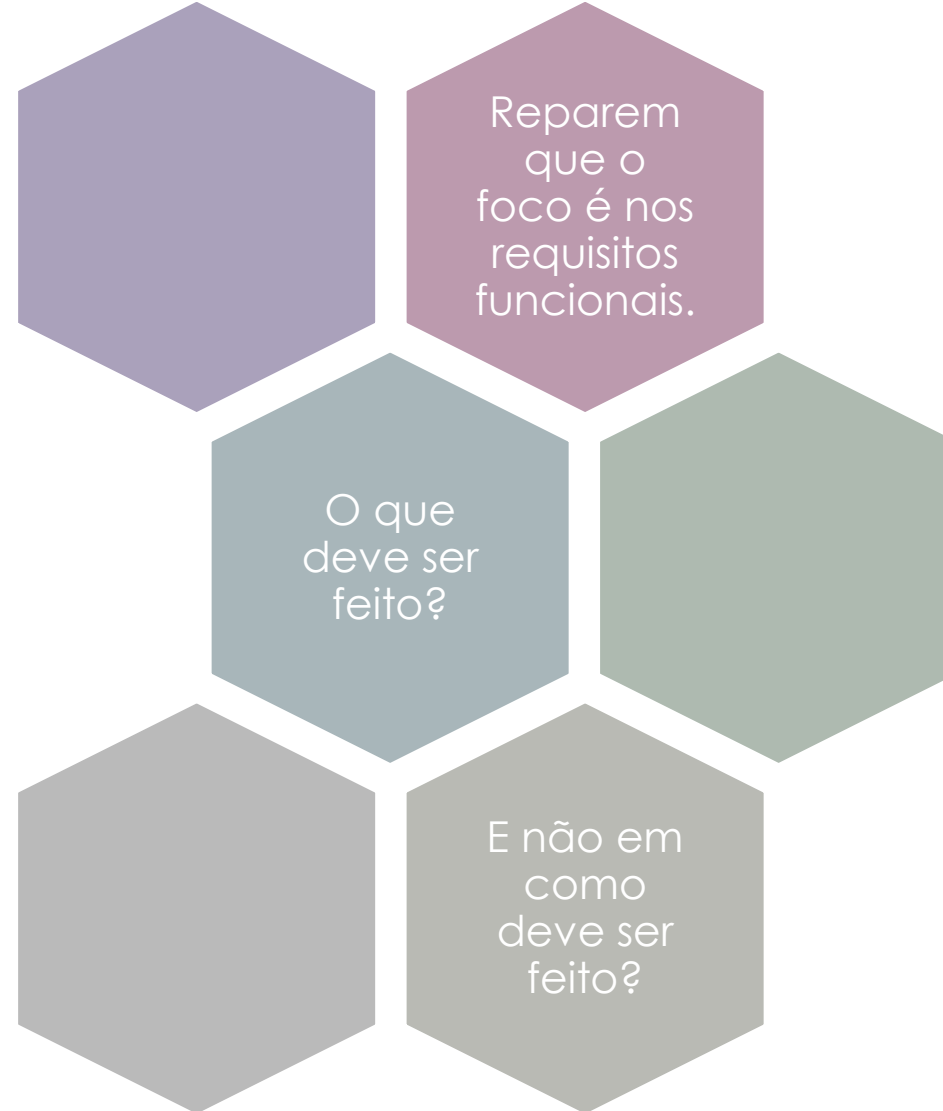 Reparem
que o
foco é nos
requisitos
funcionais.
O que
deve ser
feito?
E não em
como
deve ser
feito?